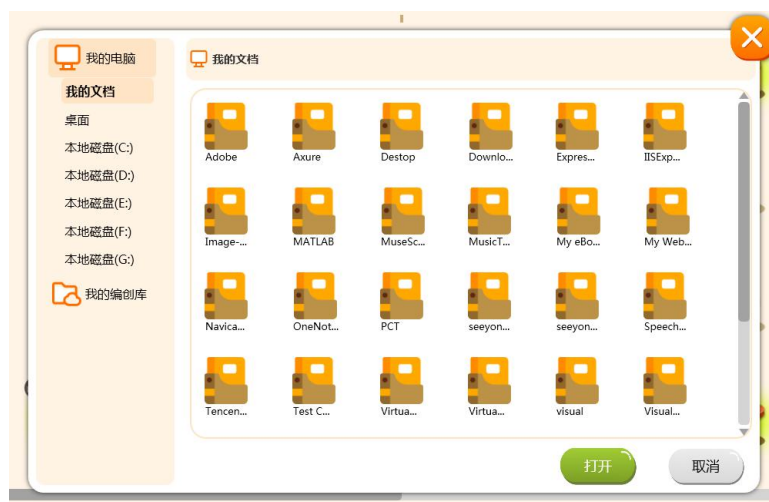 我的电脑
我的文档
桌面
本地磁盘(C:)
本地磁盘(D:)
本地磁盘(E:)
本地磁盘(F:)
本地磁盘(G:)
我的编创库
我的文档
Adobe Axure Destop Downlo... Expres... IISExp...
Image-... MATLAB MuseSc... MusicT... My eBo... My Web...
Navica... OneNot... PCT seeyon... seeyon... Speech...
Tencen... Test C... Virtua... Virtua... visual Visual...
打开 取消